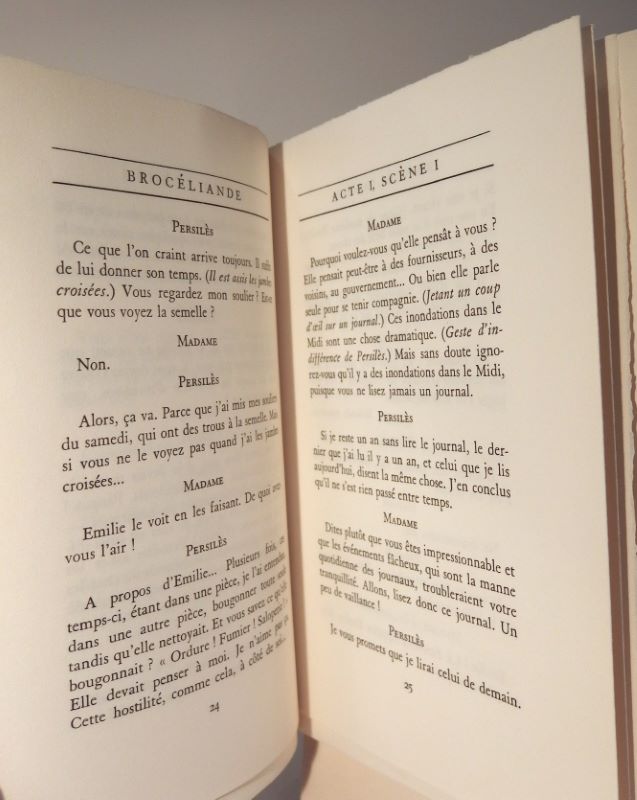 BROCÉLIANDE
PERSILÈS
Ce que l'on craint arrive toujours. Il suffit
de lui donner son temps. (Il est assis les jambes
croisées.) Vous regardez mon soulier ? Est-ce
que vous voyez la semelle ?
MADAME
Non.
PERSILÈS
Alors, ça va. Parce que j'ai mis mes souliers
du samedi, qui ont des trous à la semelle. Mais
si vous ne le voyez pas quand j'ai les jambes
croisées...
MADAME
Emilie le voit en les faisant. De quoi avez-
vous l'air !
PERSILÈS
A propos d'Emilie... Plusieurs fois, ces
temps-ci, étant dans une pièce, je l'ai entendue,
dans une autre pièce, bougonner toute seule
tandis qu'elle nettoyait. Et vous savez ce qu'elle
bougonnait ? « Ordure ! Fumier ! Salope
Elle devait penser à moi. Je n'aime pas
Cette hostilité, comme cela, à côté de soi...
24
ACTE I, SCÈNE I
MADAME
Pourquoi voulez-vous qu'elle pensât à vous ?
Elle pensait peut-être à des fournisseurs, à des
voisins, au gouvernement... Ou bien elle parle
seule pour se tenir compagnie. (Jetant un coup
d'œil sur un journal.) Ces inondations dans le
Midi sont une chose dramatique. (Geste d'in-
différence de Persilès.) Mais sans doute igno-
rez-vous qu'il y a des inondations dans le Midi,
puisque vous ne lisez jamais un journal.
PERSILÈS
Si je reste un an sans lire le journal, le der-
nier que j'ai lu il y a un an, et celui que je lis
aujourd'hui, disent la même chose. J'en conclus
qu'il ne s'est rien passé entre temps.
MADAME
Dites plutôt que vous êtes impressionnable et
que les événements fâcheux, qui sont la manne
quotidienne des journaux, troubleraient votre
tranquillité. Allons, lisez donc ce journal. Un
peu de vaillance !
PERSILÈS
Je vous promets que je lirai celui de demain.
25